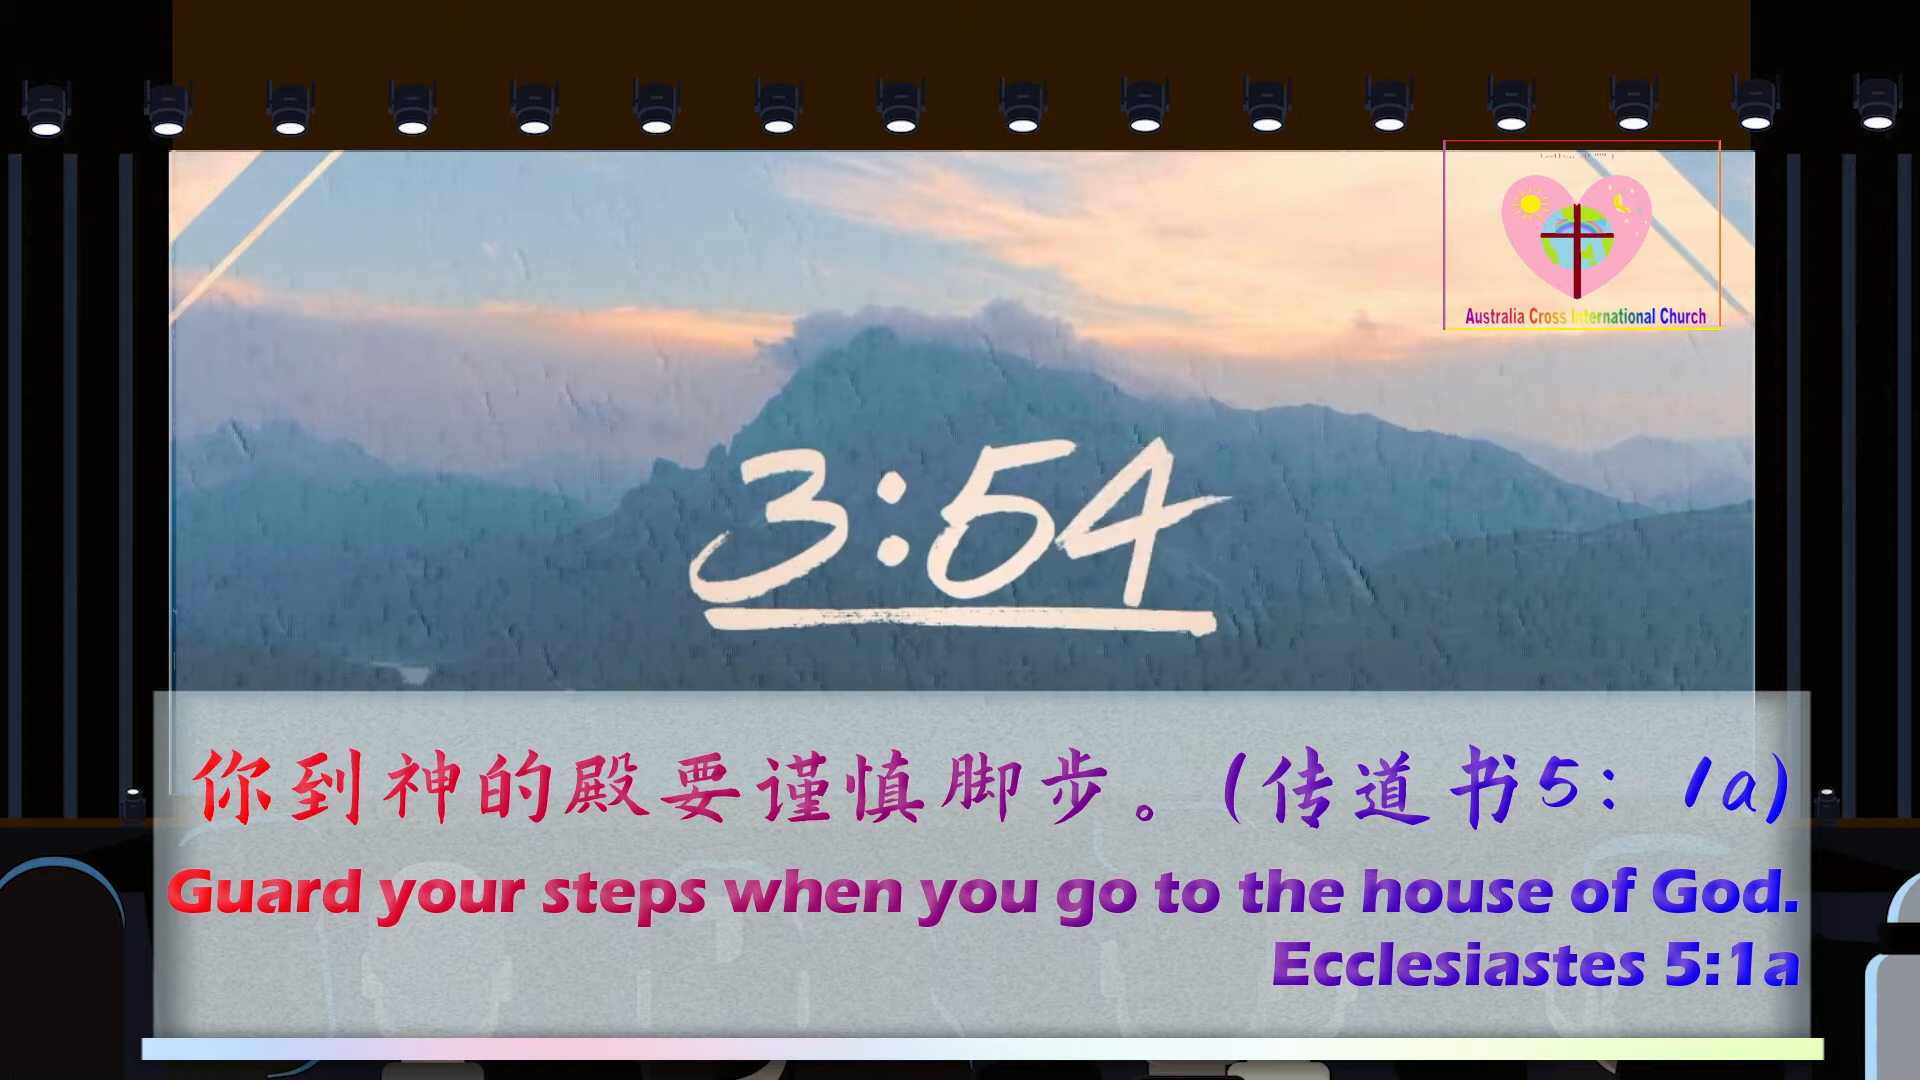 Australia Cross International Church
3:54
你到神的殿要谨慎脚步。(传道书5：1a)
Guard your steps when you go to the house of God.
Ecclesiastes 5:1a